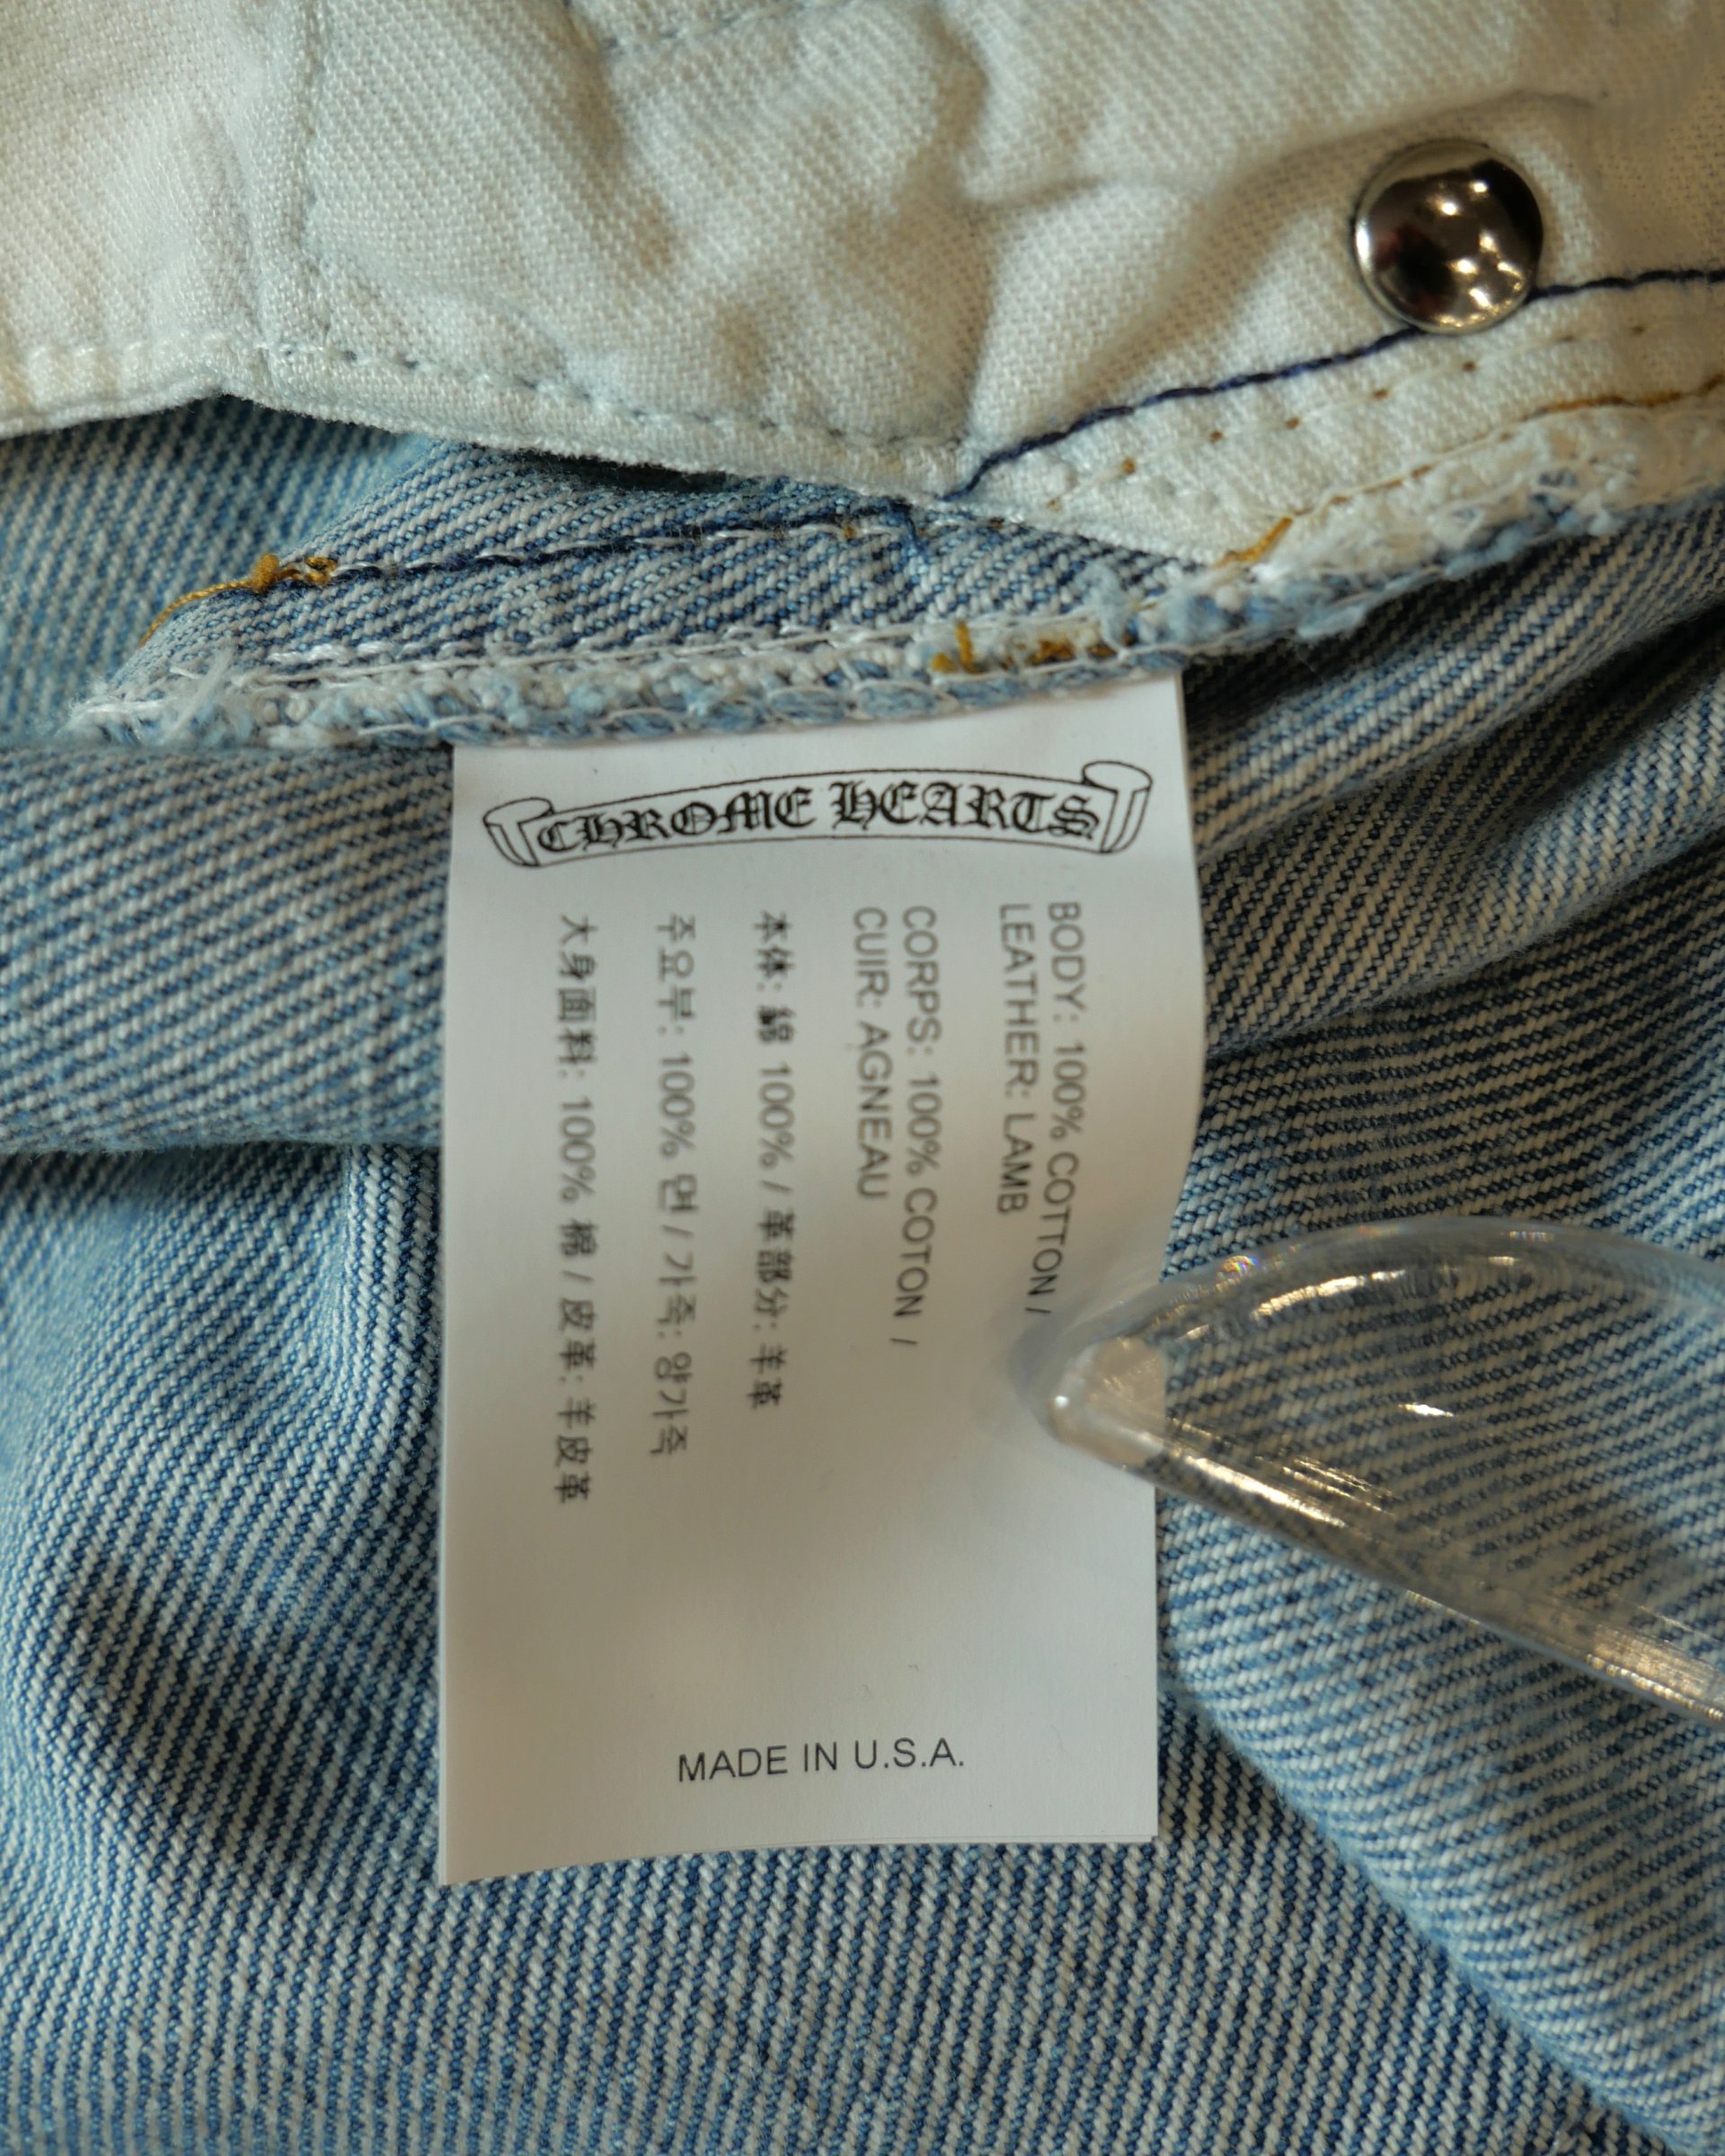 CHROME HEARTS
BODY: 100% COTTON /
LEATHER: LAMB
CORPS: 100% COTON /
CUIR: AGNEAU
本体: 綿 100% / 革部分: 羊革
주요부: 100% 면 / 가죽: 양가죽
大身面料: 100% 棉 / 皮革: 羊皮革
MADE IN U.S.A.